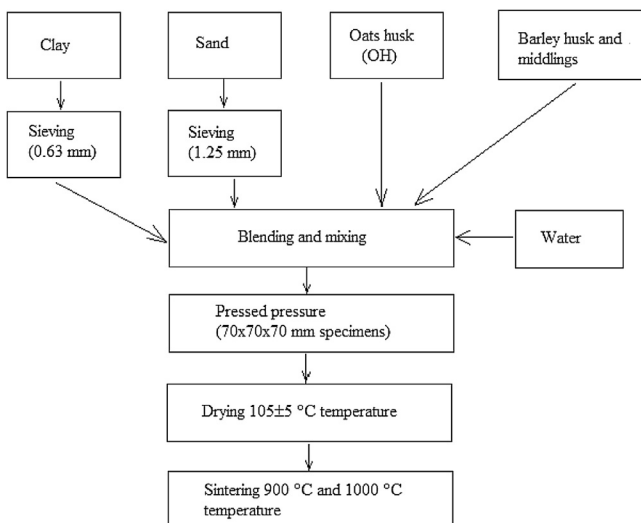 Clay
Sand
Oats husk
(OH)
Barley husk and
middlings
Sieving
(0.63 mm)
Sieving
(1.25 mm)
Blending and mixing
Water
Pressed pressure
(70x70x70 mm specimens)
Drying 105±5 °C temperature
Sintering 900 °C and 1000 °C
temperature